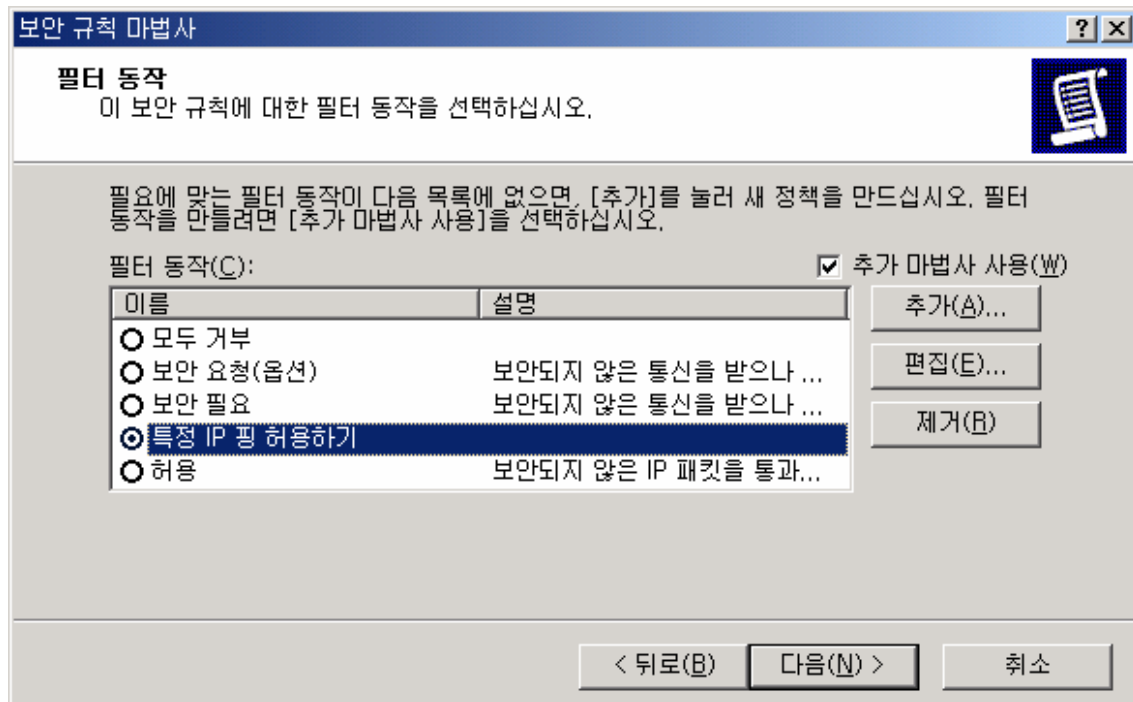 보안 규칙 마법사
필터 동작
이 보안 규칙에 대한 필터 동작을 선택하십시오.
필요에 맞는 필터 동작이 다음 목록에 없으면, [추가]를 눌러 새 정책을 만드십시오. 필터
동작을 만들려면 [추가 마법사 사용]을 선택하십시오.
필터 동작(C):
추가 마법사 사용(W)
이름 설명
모두 거부
보안 요청(옵션) 보안되지 않은 통신을 받으나 ...
보안 필요 보안되지 않은 통신을 받으나 ...
특정 IP 핑 허용하기
허용 보안되지 않은 IP 패킷을 통과...
추가(A)...
편집(E)...
제거(R)
< 뒤로(B) 다음(N) > 취소